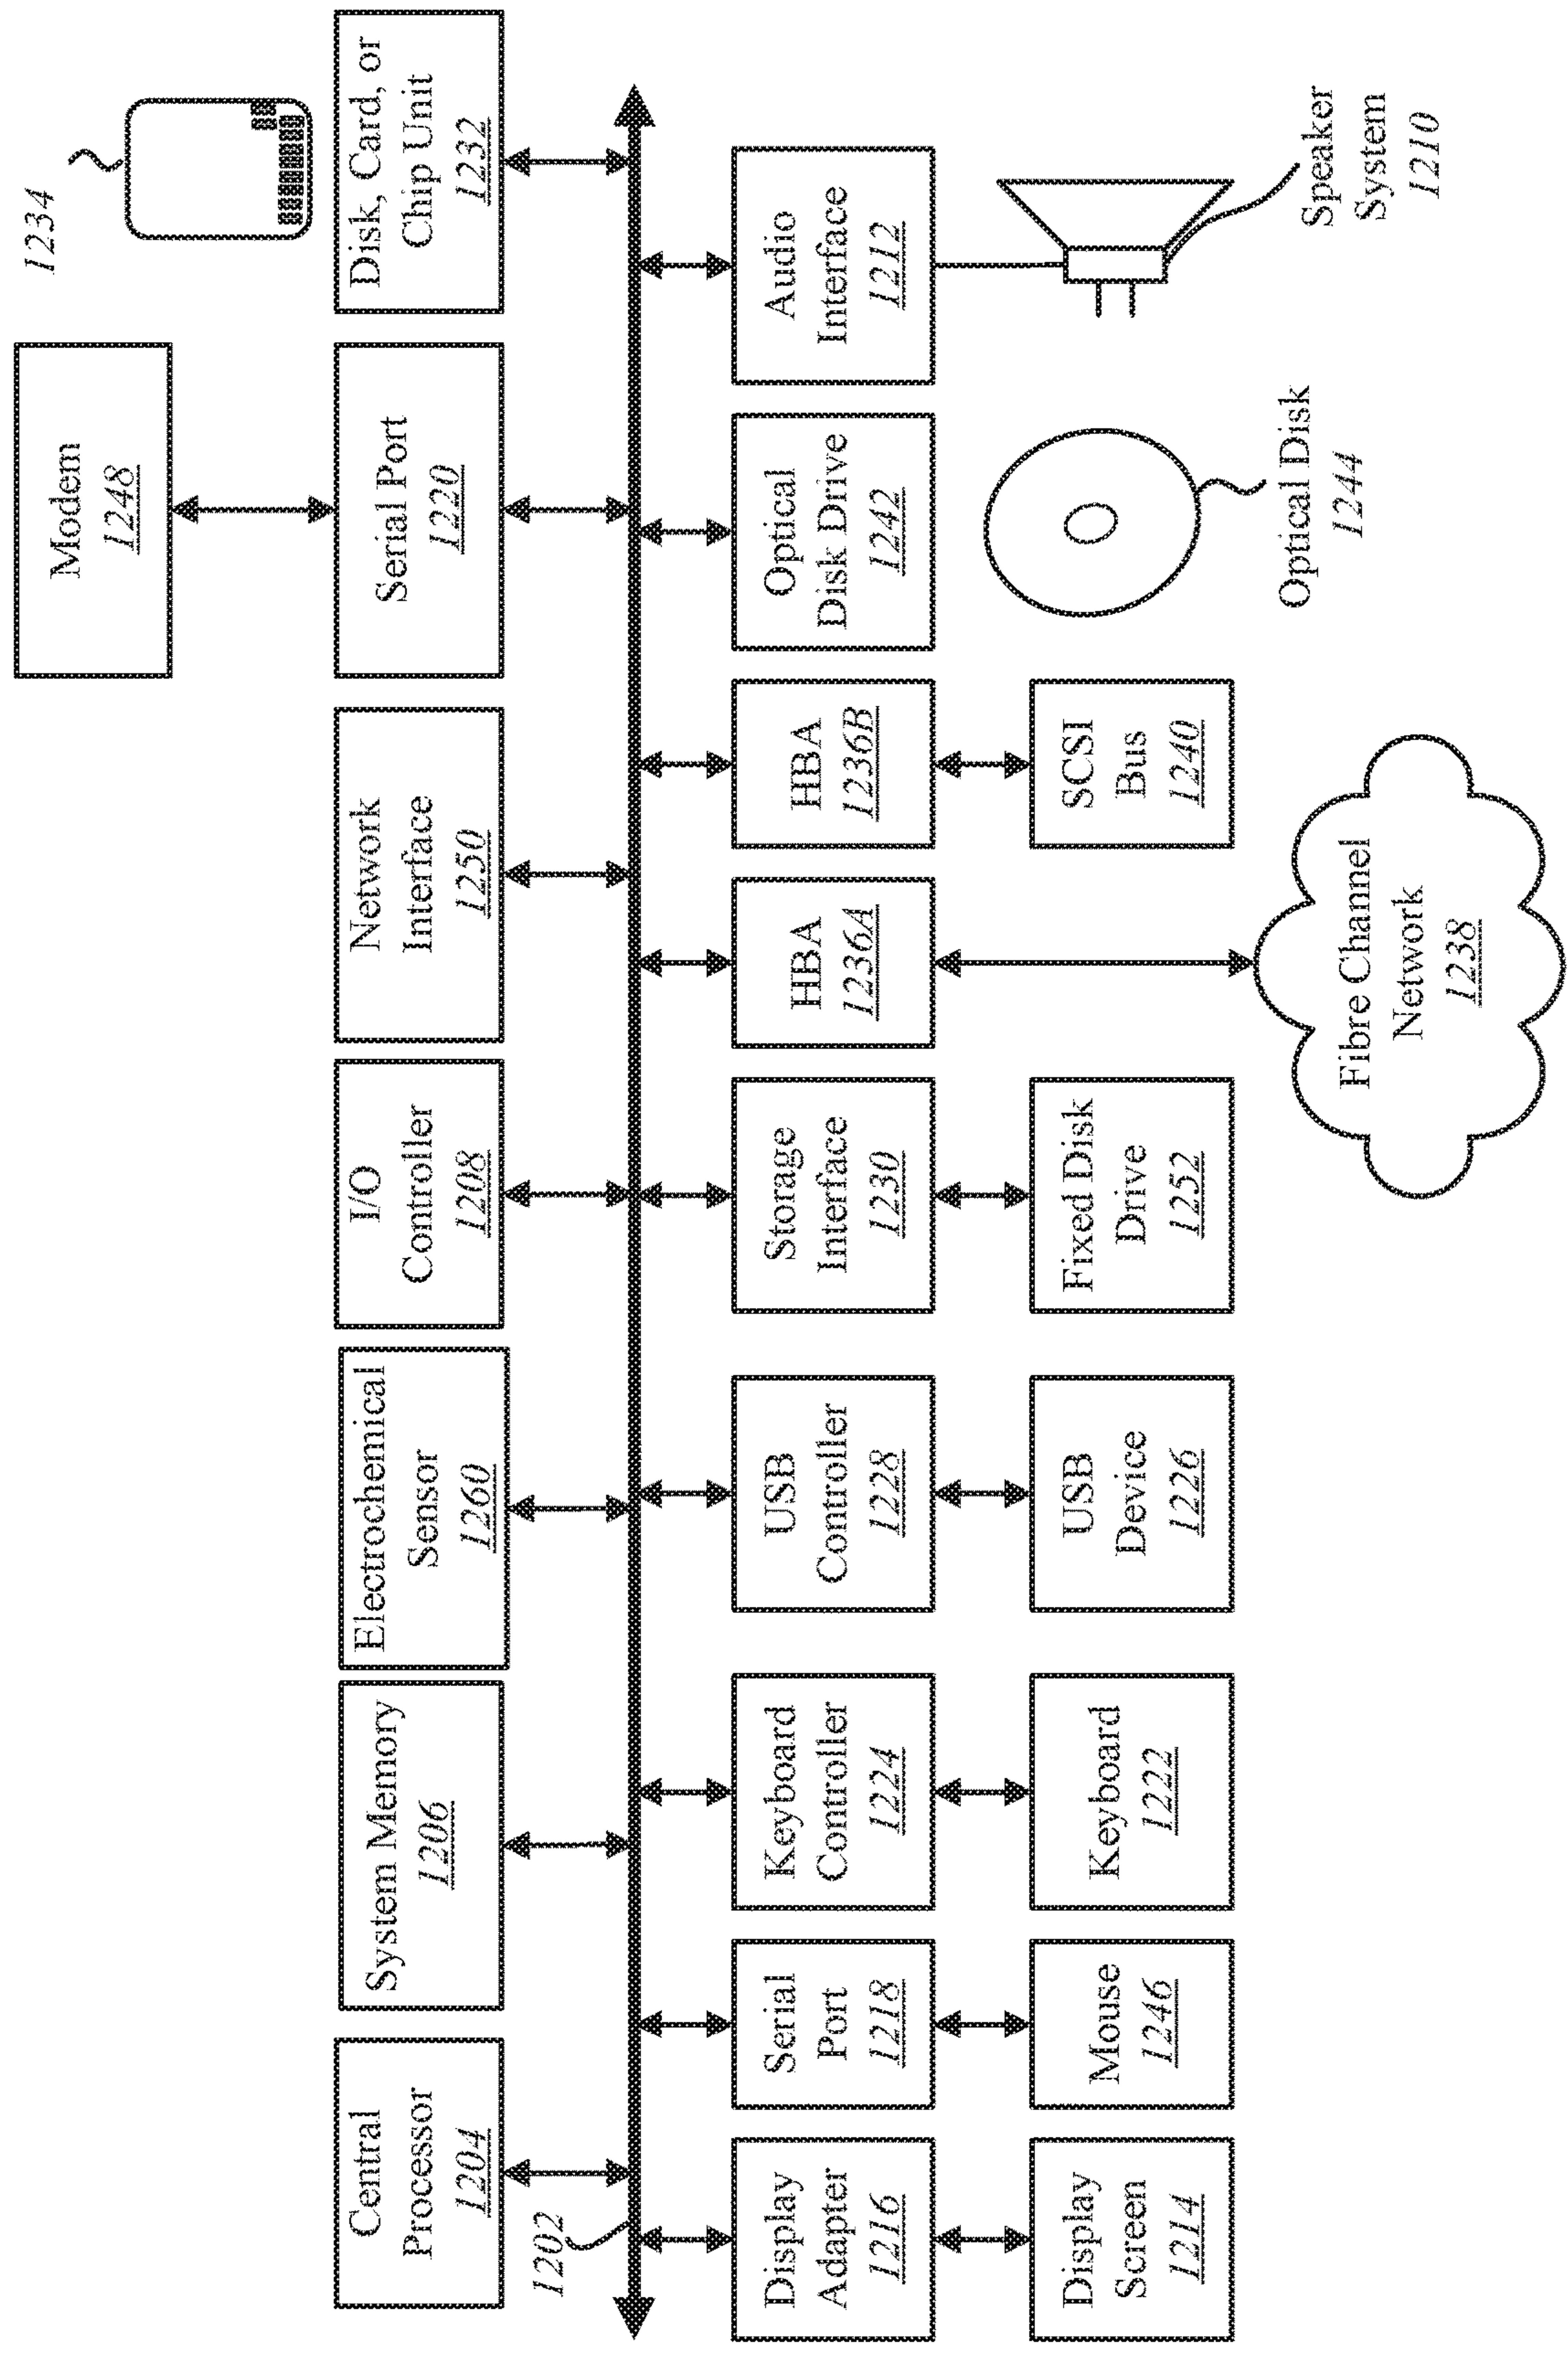 1234
Modem
1248
Central
Processor
1204
System Memory
1206
Electrochemical
Sensor
1260
I/O
Controller
1208
Network
Interface
1250
Serial Port
1220
Disk, Card, or
Chip Unit
1232
1202
Display
Adapter
1216
Serial
Port
1218
Keyboard
Controller
1224
USB
Controller
1228
Storage
Interface
1230
HBA
1236A
HBA
1236B
Optical
Disk Drive
1242
Audio
Interface
1212
Display
Screen
1214
Mouse
1246
Keyboard
1222
USB
Device
1226
Fixed Disk
Drive
1252
SCSI
Bus
1240
Fibre Channel
Network
1238
Optical Disk
1244
Speaker
System
1210